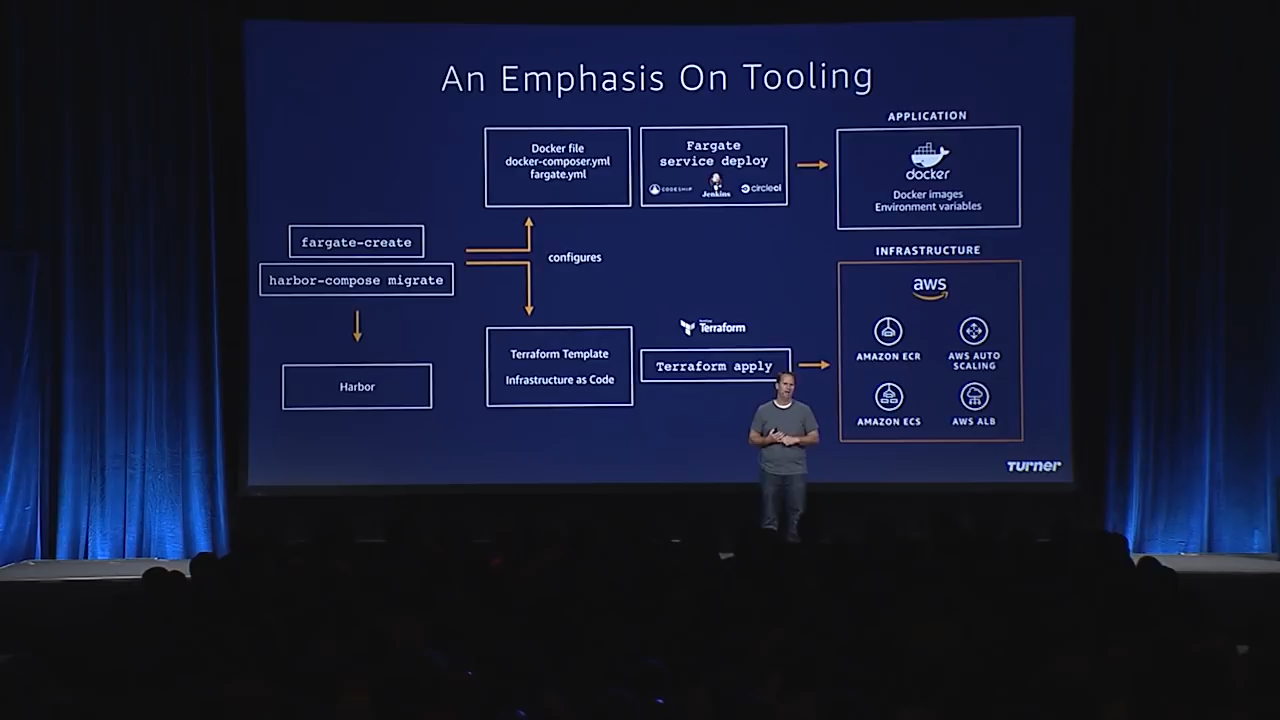 An Emphasis On Tooling
fargate-create
harbor-compose migrate
Harbor
configures
Docker file
docker-composer.yml
fargate.yml
Fargate
service deploy
CODESHIP
Jenkins
circleci
APPLICATION
docker
Docker images
Environment variables
Terraform Template
Infrastructure as Code
Terraform
Terraform apply
INFRASTRUCTURE
aws
AMAZON ECR
AWS AUTO
SCALING
AMAZON ECS
AWS ALB
Turner